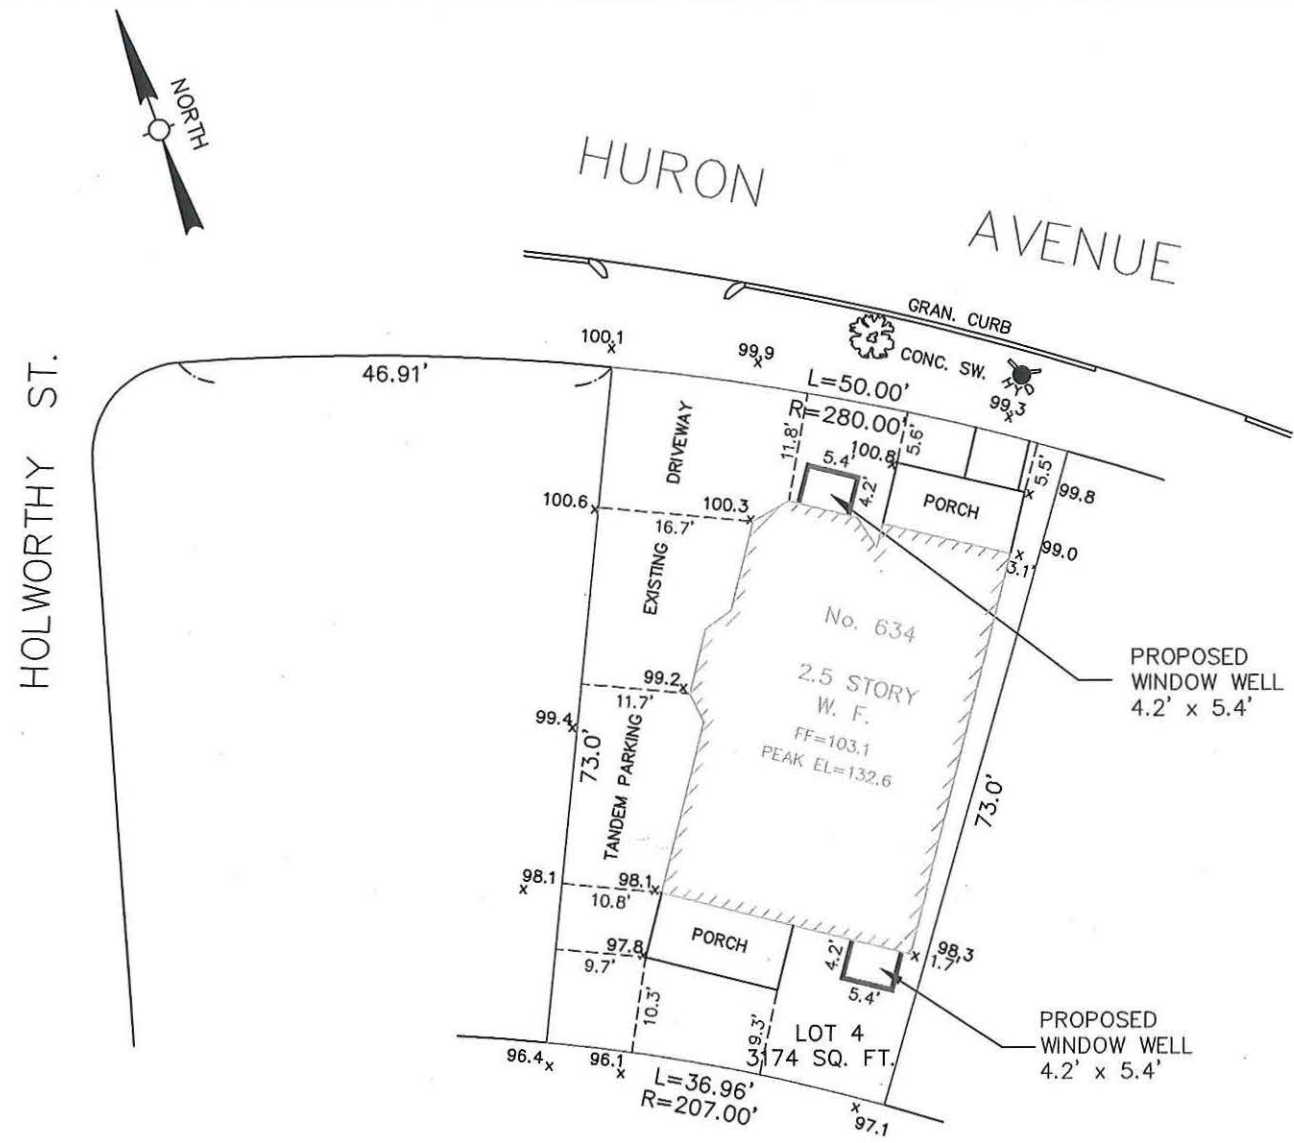 NORTH
HURON
AVENUE
GRAN. CURB
CONC. SW.
HYD
HOLWORTHY ST.
46.91'
100.1
99.9
99.3
L=50.00'
R=280.00'
11.8'
5.6'
5.5'
100.8
5.4'
4.2'
PORCH
99.8
99.0
3.1'
DRIVEWAY
100.6
100.3
16.7'
EXISTING
No. 634
2.5 STORY
W. F.
FF=103.1
PEAK EL=132.6
PROPOSED
WINDOW WELL
4.2' x 5.4'
99.2
11.7'
99.4
73.0'
TANDEM PARKING
73.0'
98.1
98.1
10.8'
PORCH
97.8
9.7'
10.3'
9.3'
4.2'
5.4'
98.3
1.7'
LOT 4
3174 SQ. FT.
PROPOSED
WINDOW WELL
4.2' x 5.4'
96.4
96.1
L=36.96'
R=207.00'
97.1